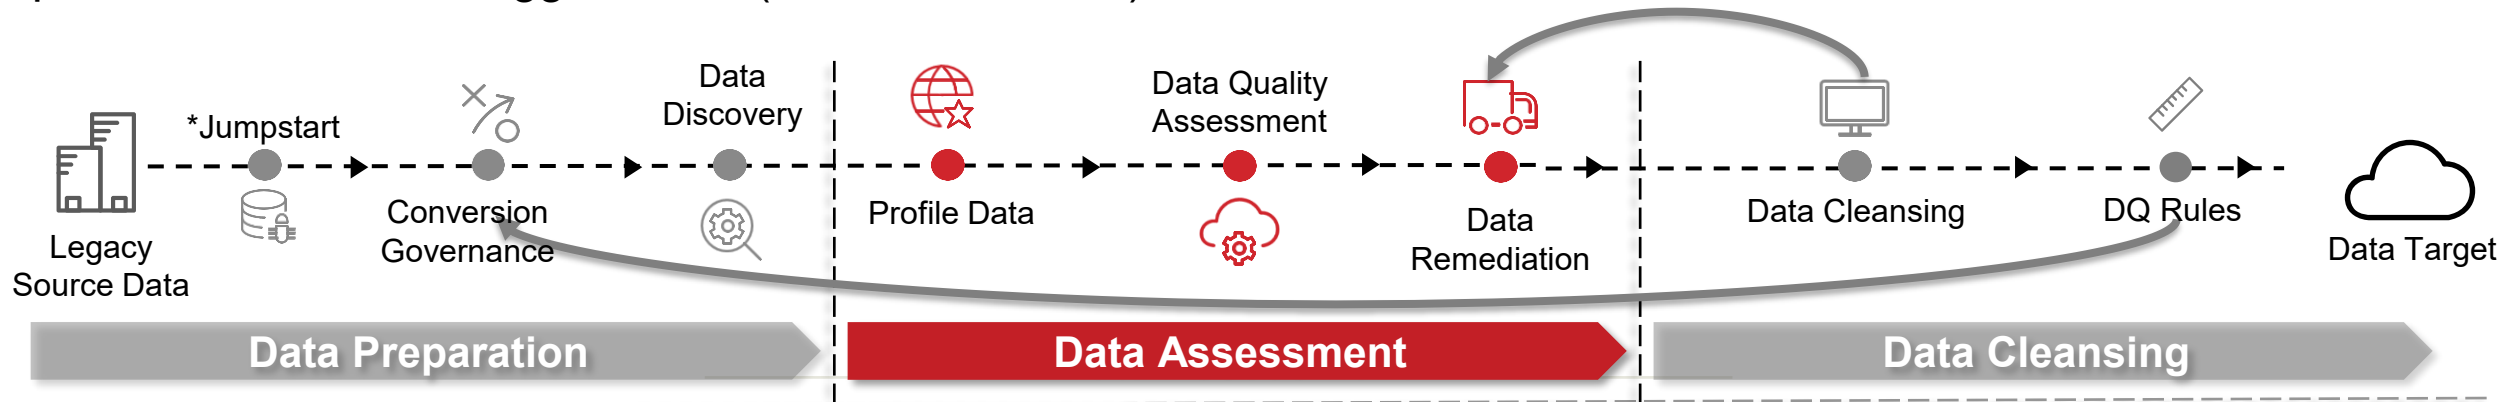 *Jumpstart
Legacy
Source Data
Conversion
Governance
Data
Discovery
Profile Data
Data Quality
Assessment
Data
Remediation
Data Cleansing
DQ Rules
Data Target
Data Preparation
Data Assessment
Data Cleansing